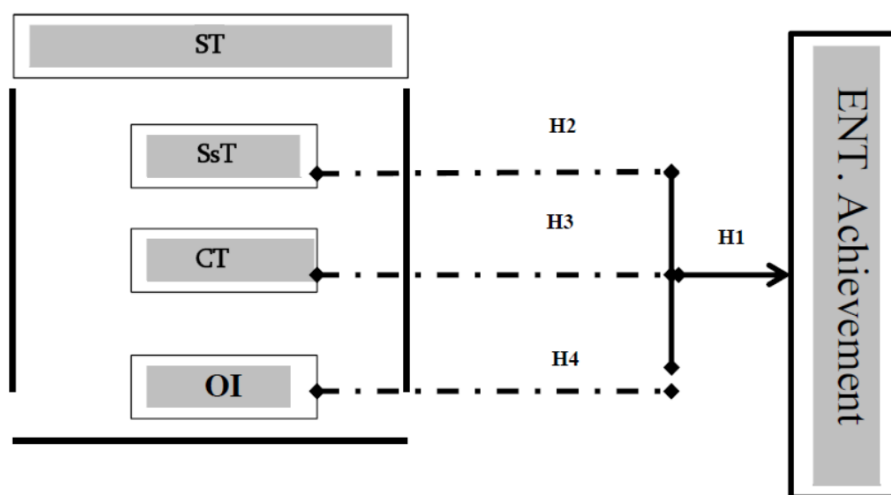 ST
SsT
H2
CT
H3
H1
OI
H4
ENT. Achievement